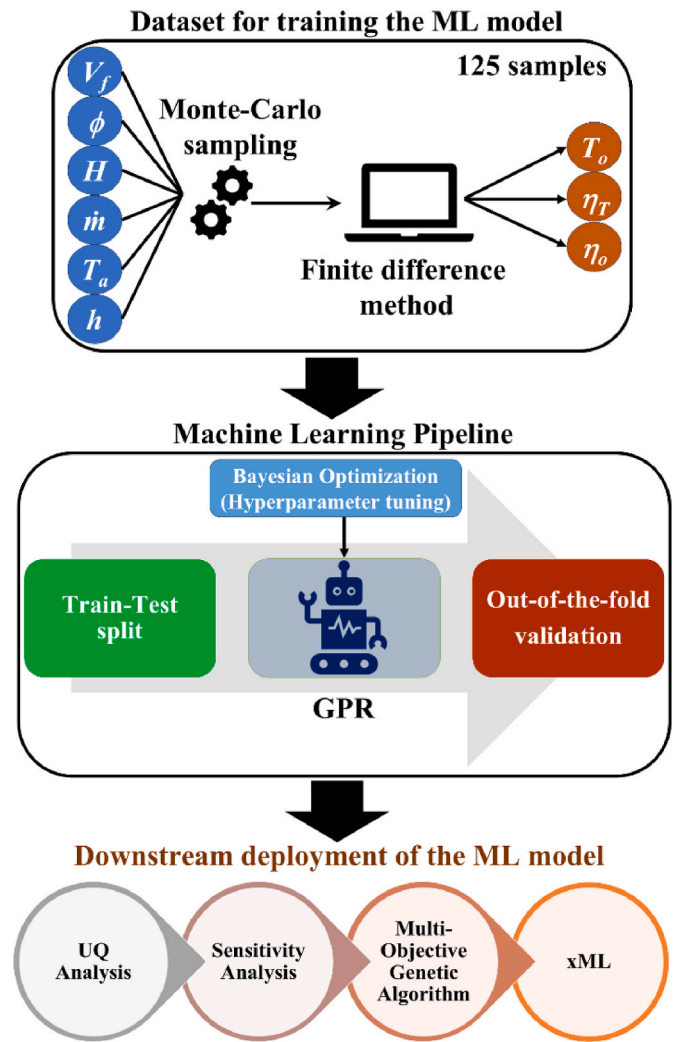 Dataset for training the ML model
125 samples
V_f
ϕ
H
ṁ
T_a
h
Monte-Carlo
sampling
Finite difference
method
T_o
η_T
η_o
Machine Learning Pipeline
Bayesian Optimization
(Hyperparameter tuning)
Train-Test
split
GPR
Out-of-the-fold
validation
Downstream deployment of the ML model
UQ
Analysis
Sensitivity
Analysis
Multi-
Objective
Genetic
Algorithm
xML